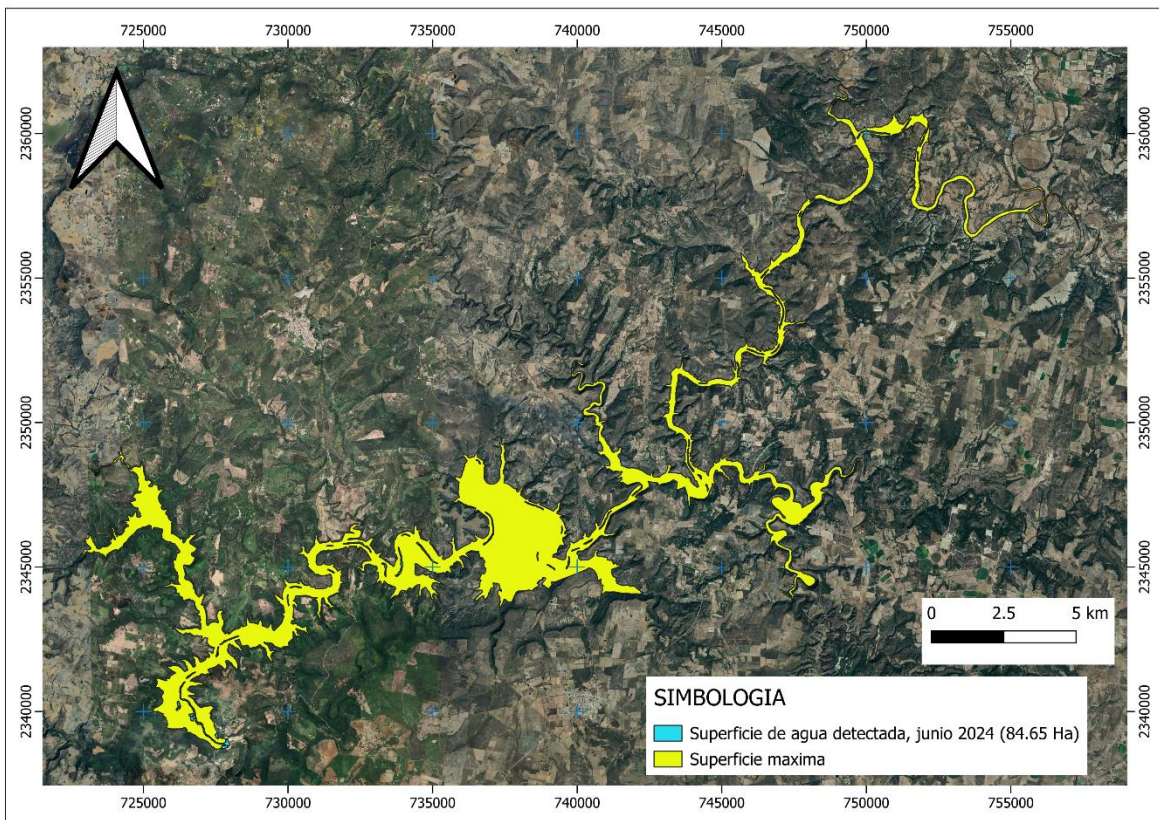 725000 730000 735000 740000 745000 750000 755000
2360000 2360000
2355000 2355000
2350000 2350000
2345000 2345000
2340000 2340000
0 2.5 5 km
SIMBOLOGIA
Superficie de agua detectada, junio 2024 (84.65 Ha)
Superficie maxima
725000 730000 735000 740000 745000 750000 755000